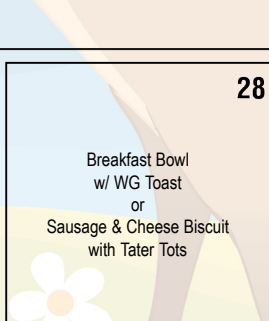 28
Breakfast Bowl
w/ WG Toast
or
Sausage & Cheese Biscuit
with Tater Tots